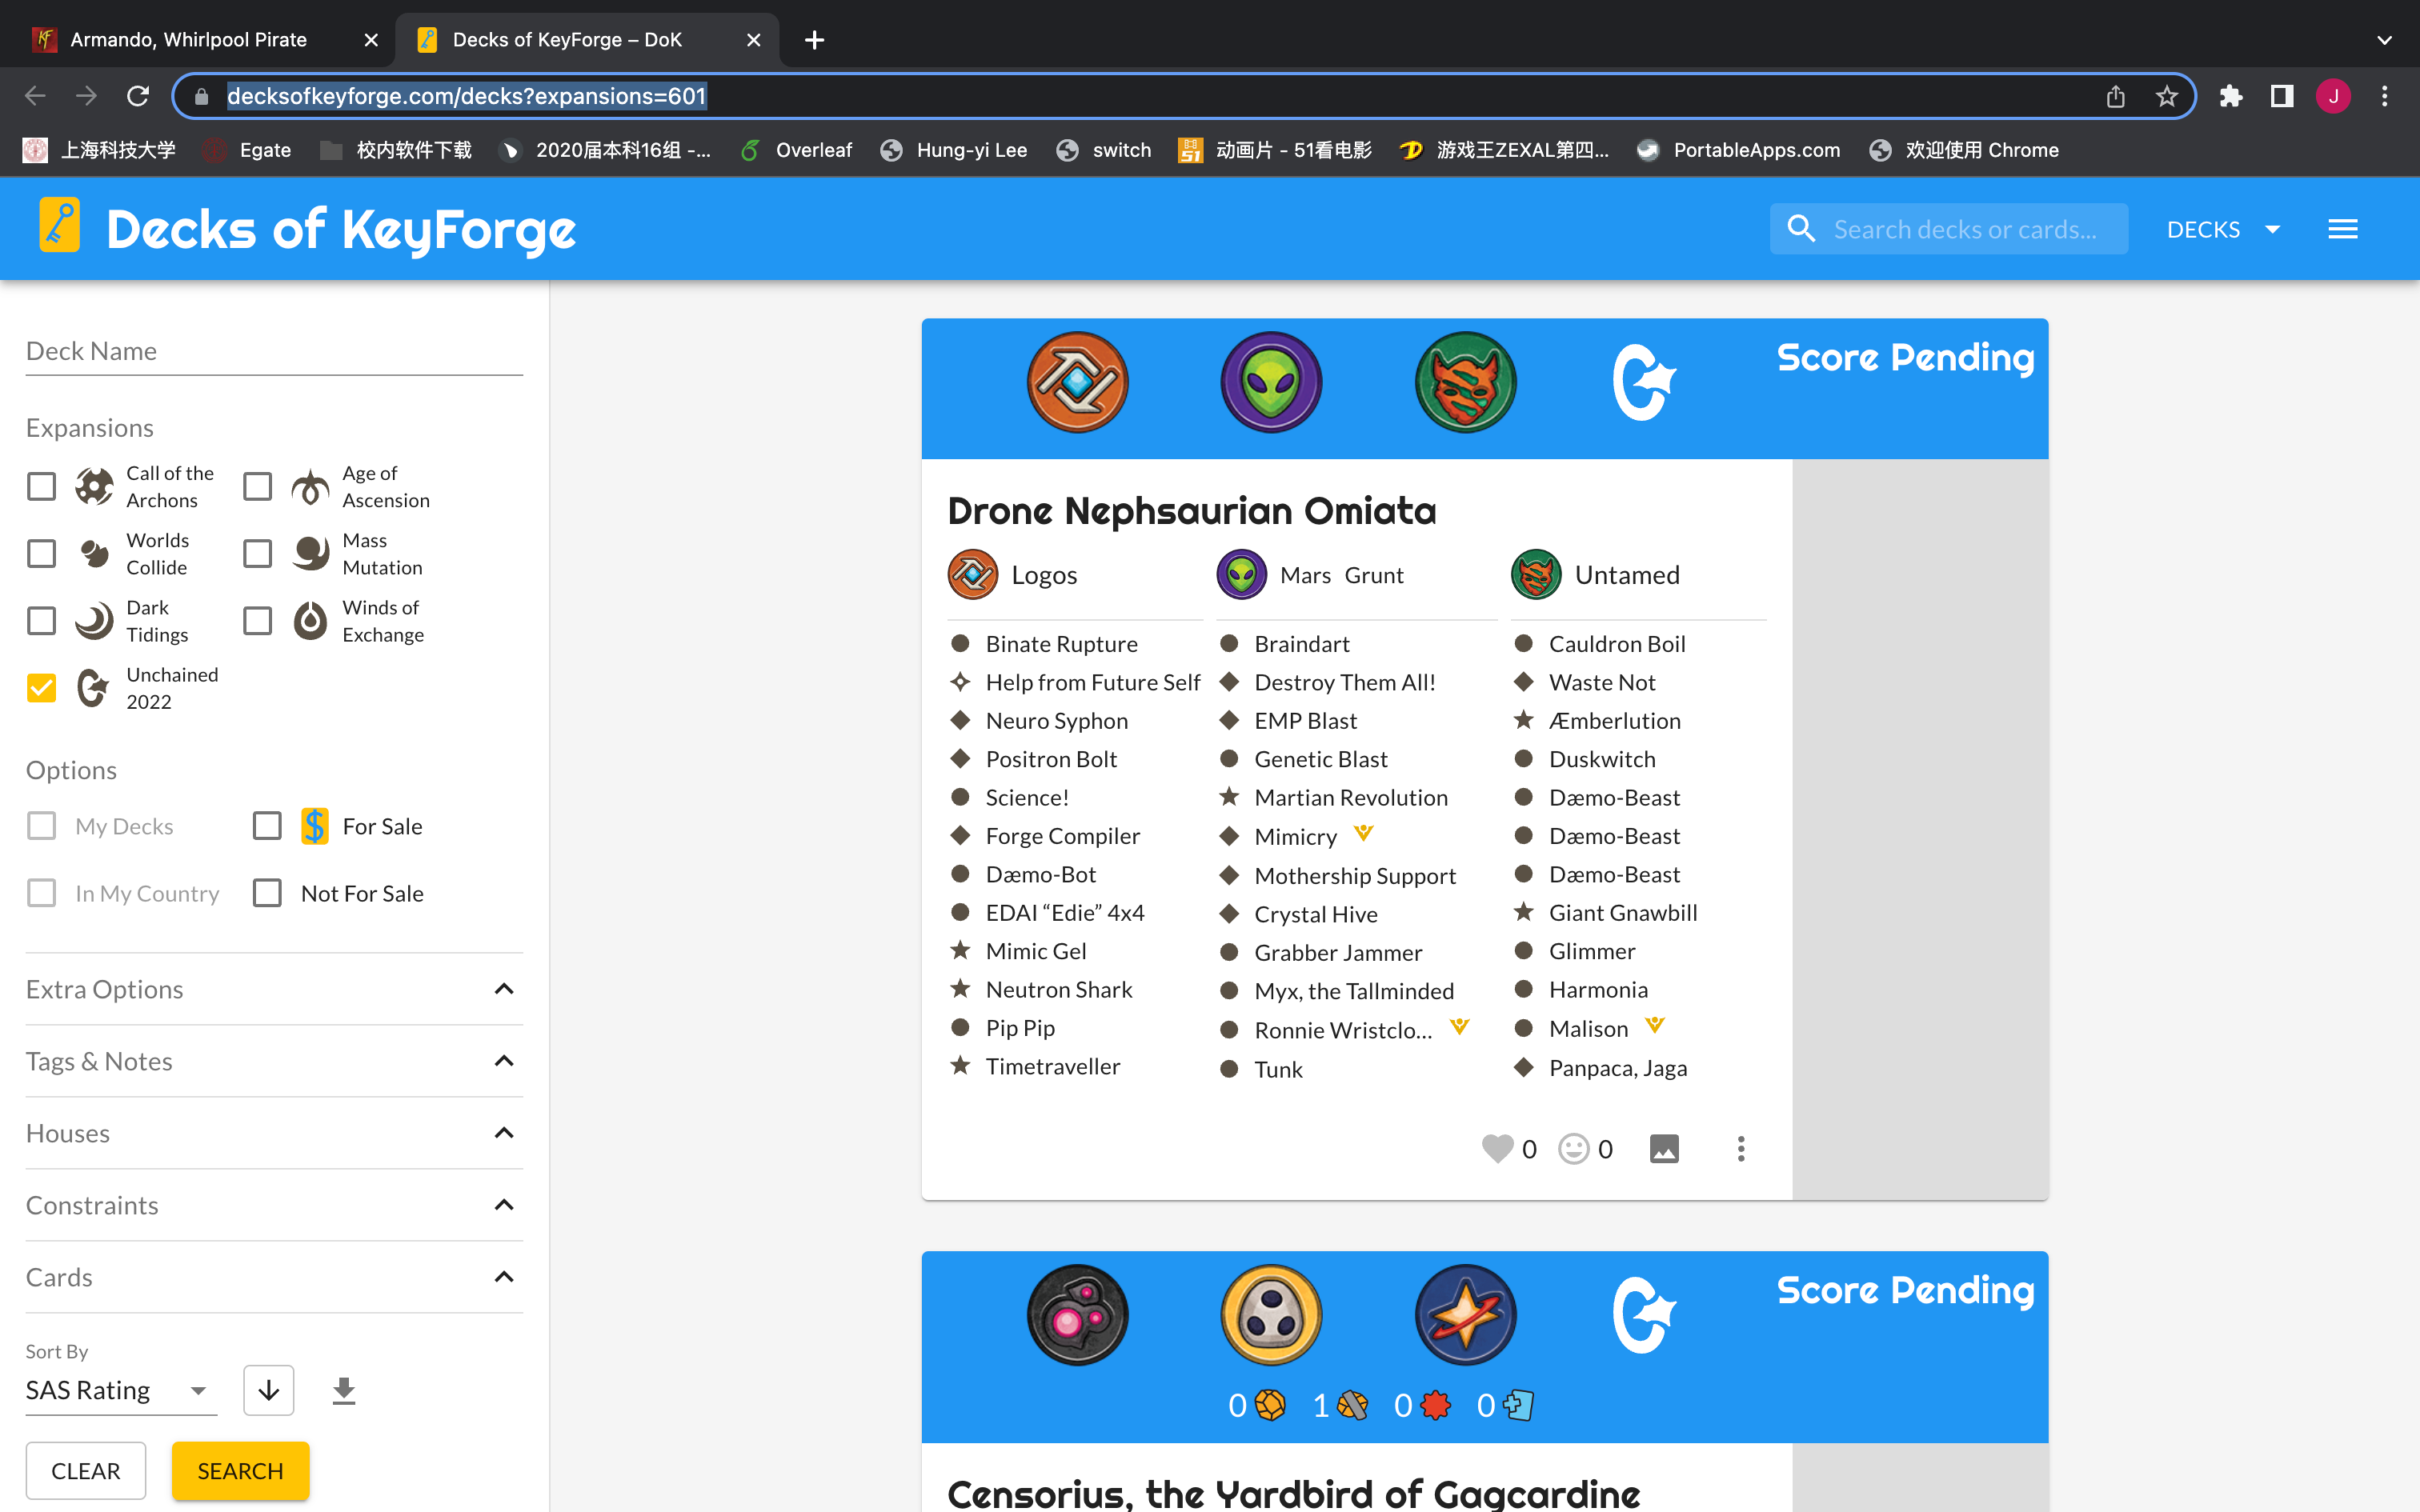 Armando, Whirlpool Pirate
Decks of KeyForge – DoK
decksofkeyforge.com/decks?expansions=601
J
上海科技大学
Egate
校内软件下载
2020届本科16组 -...
Overleaf
Hung-yi Lee
switch
动画片 - 51看电影
游戏王ZEXAL第四...
PortableApps.com
欢迎使用 Chrome
Decks of KeyForge
Search decks or cards...
DECKS
Deck Name
Expansions
Call of the
Archons
Age of
Ascension
Worlds
Collide
Mass
Mutation
Dark
Tidings
Winds of
Exchange
Unchained
2022
Options
My Decks
For Sale
In My Country
Not For Sale
Extra Options
Tags & Notes
Houses
Constraints
Cards
Sort By
SAS Rating
CLEAR
SEARCH
Score Pending
Drone Nephsaurian Omiata
Logos
Binate Rupture
Help from Future Self
Neuro Syphon
Positron Bolt
Science!
Forge Compiler
Dæmo-Bot
EDAI “Edie” 4x4
Mimic Gel
Neutron Shark
Pip Pip
Timetraveller
Mars Grunt
Braindart
Destroy Them All!
EMP Blast
Genetic Blast
Martian Revolution
Mimicry
Mothership Support
Crystal Hive
Grabber Jammer
Myx, the Tallminded
Ronnie Wristclo...
Tunk
Untamed
Cauldron Boil
Waste Not
Æmberlution
Duskwitch
Dæmo-Beast
Dæmo-Beast
Dæmo-Beast
Giant Gnawbill
Glimmer
Harmonia
Malison
Panpaca, Jaga
0
0
Score Pending
0 1 0 0
Censorius, the Yardbird of Gagcardine